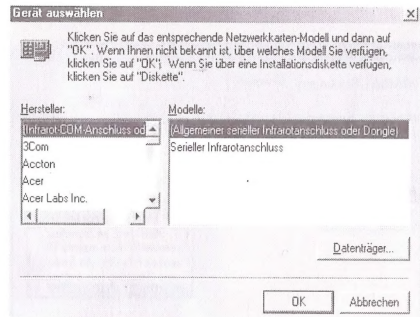 Gerät auswählen
Klicken Sie auf das entsprechende Netzwerkkarten-Modell und dann auf
"OK". Wenn Ihnen nicht bekannt ist, über welches Modell Sie verfügen,
klicken Sie auf "OK"; Wenn Sie über eine Installationsdiskette verfügen,
klicken Sie auf "Diskette".
Hersteller:
(Infrarot-COM-Anschluss od
3Com
Accton
Acer
Acer Labs Inc.
Modelle:
(Allgemeiner serieller Infrarotanschluss oder Dongle)
Serieller Infrarotanschluss
Datenträger...
OK
Abbrechen